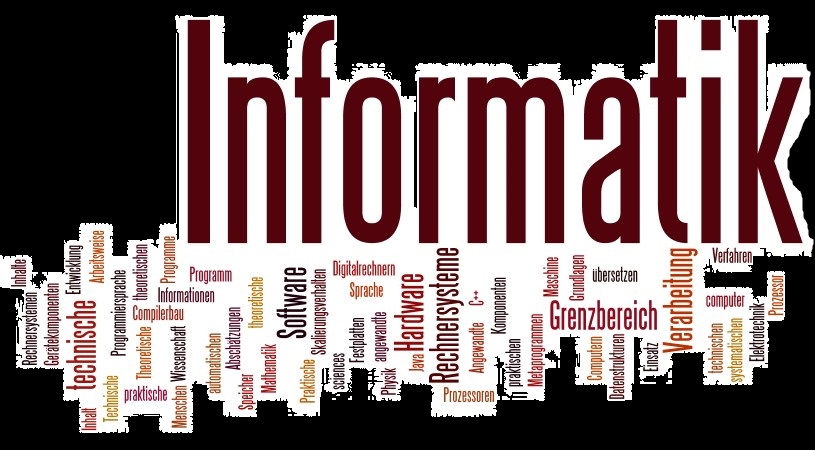 Informatik
Inhalte
Rechnersystemen
Gerätekomponenten
Entwicklung
technische
Inhalt
Arbeitsweise
Technische
Programmiersprache
theoretischen
Theoretische
praktische
Programme
Informationen
Compilerbau
Wissenschaft
Menschen
Programm
automatischen
Abschätzungen
Speicher
theoretische
Mathematik
Software
Praktische
Skalierungsverhalten
Digitalrechnern
Sprache
sciences
Festplatten
angewandte
Physik
Hardware
Java
Rechnersysteme
Prozessoren
C++
Angewandte
Komponenten
praktischen
Metaprogrammen
Maschine
Grundlagen
übersetzen
Grenzbereich
Computern
Datenstrukturen
Einsatz
Verarbeitung
Verfahren
computer
technischen
systematischen
Elektrotechnik
Prozessor